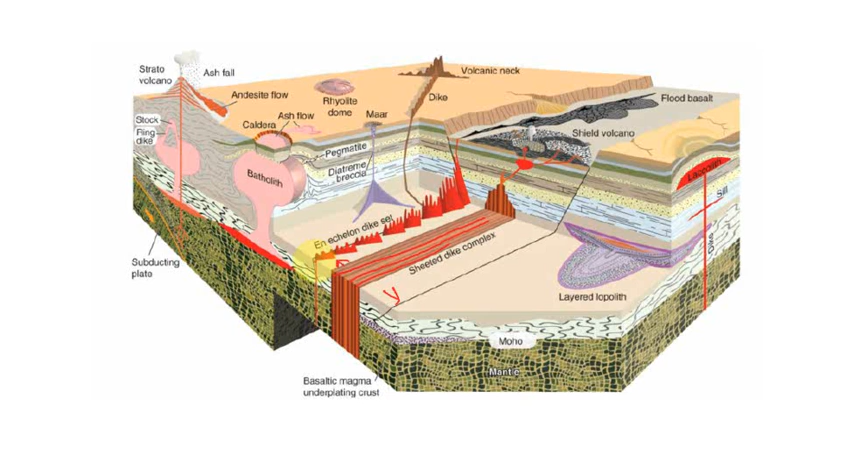 Strato
volcano
Ash fall
Volcanic neck
Andesite flow
Rhyolite
dome
Dike
Flood basalt
Stock
Ring
dike
Caldera
Ash flow
Maar
Shield volcano
Pegmatite
Diatreme
breccia
Batholith
Laccolith
Sill
En echelon dike set
Sheeted dike complex
Dike
Subducting
plate
Layered lopolith
Moho
Mantle
Basaltic magma
underplating crust